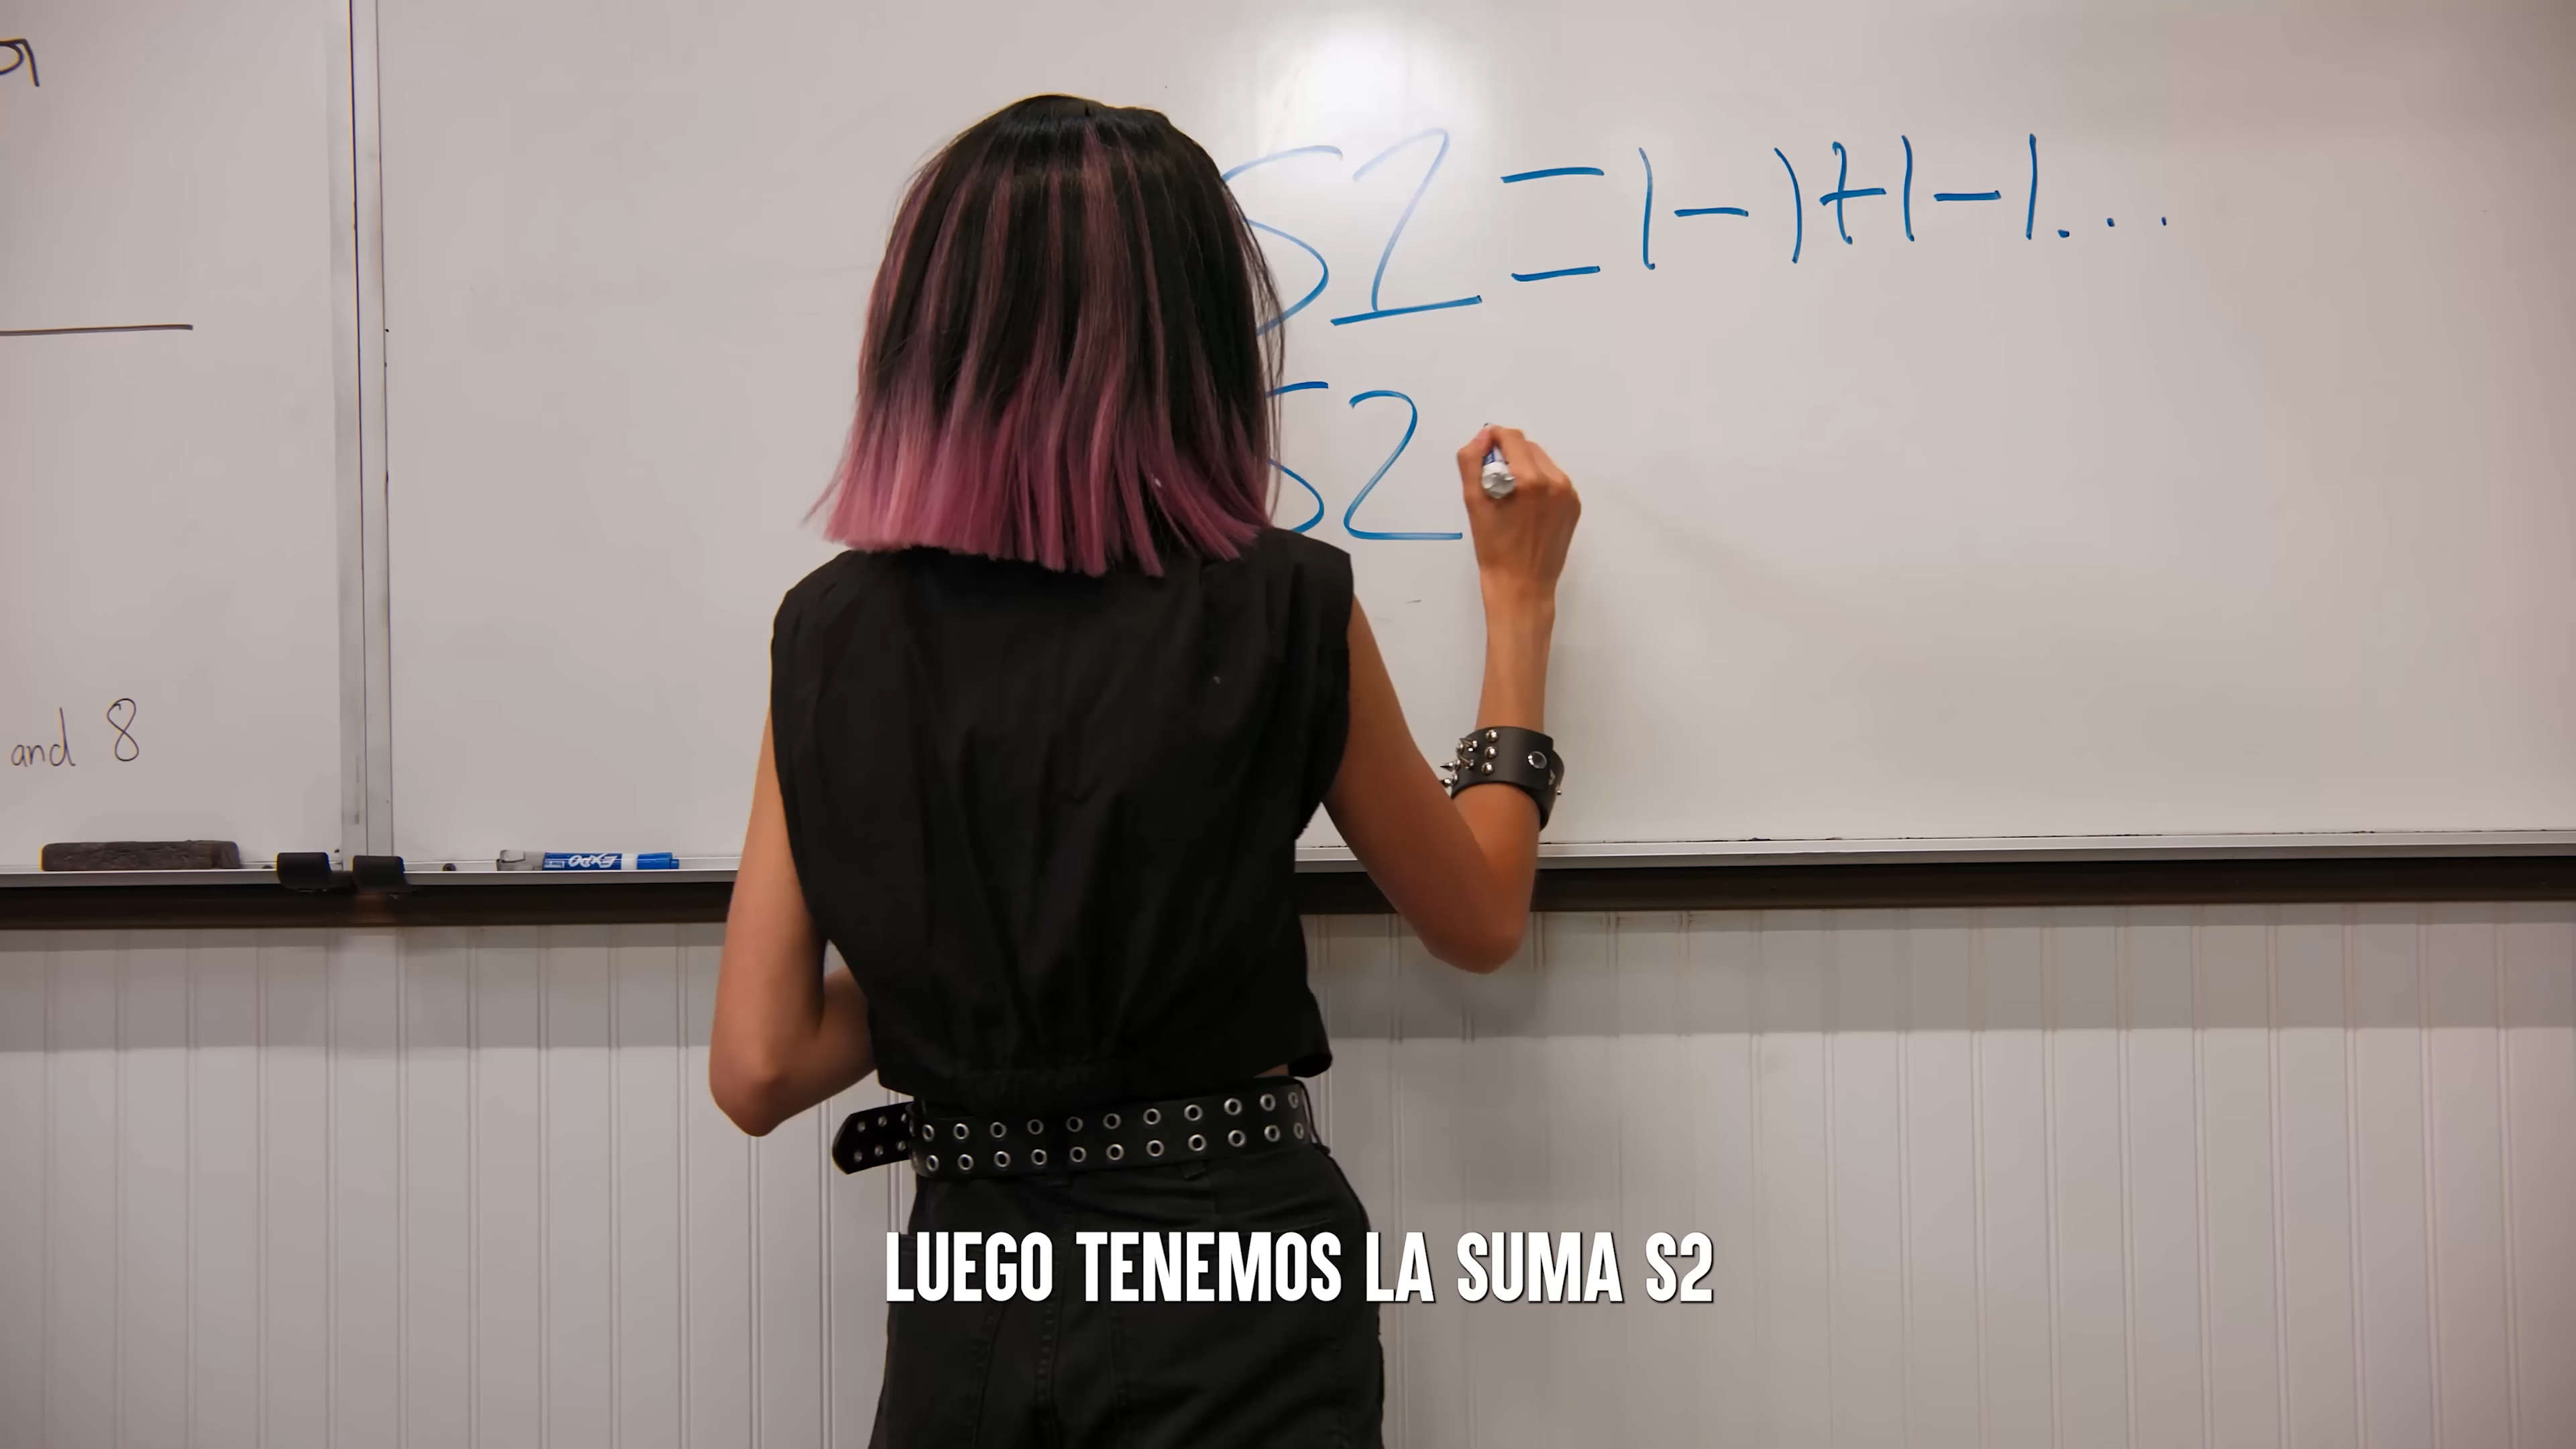 S1 = 1 - 1 + 1 - 1...
S2
and 8
EXPO
LUEGO TENEMOS LA SUMA S2